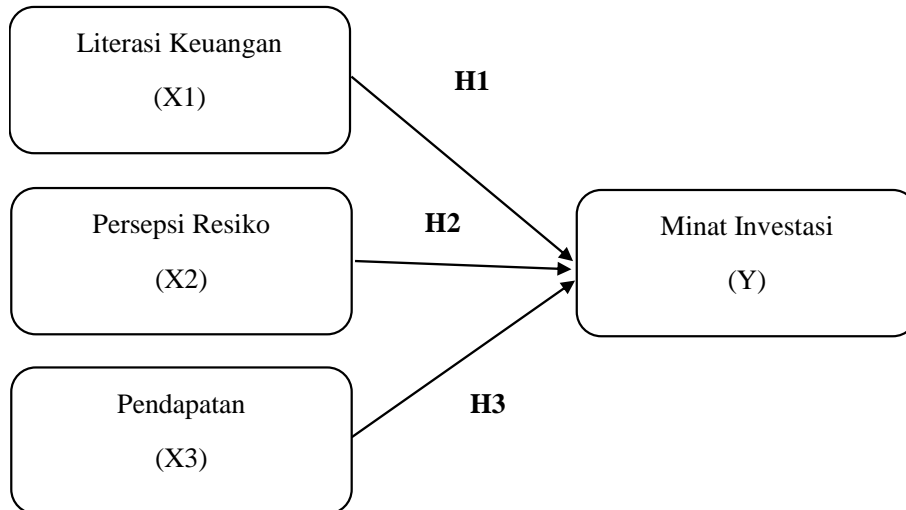 Literasi Keuangan
(X1)
H1
Persepsi Resiko
(X2)
H2
Minat Investasi
(Y)
Pendapatan
(X3)
H3